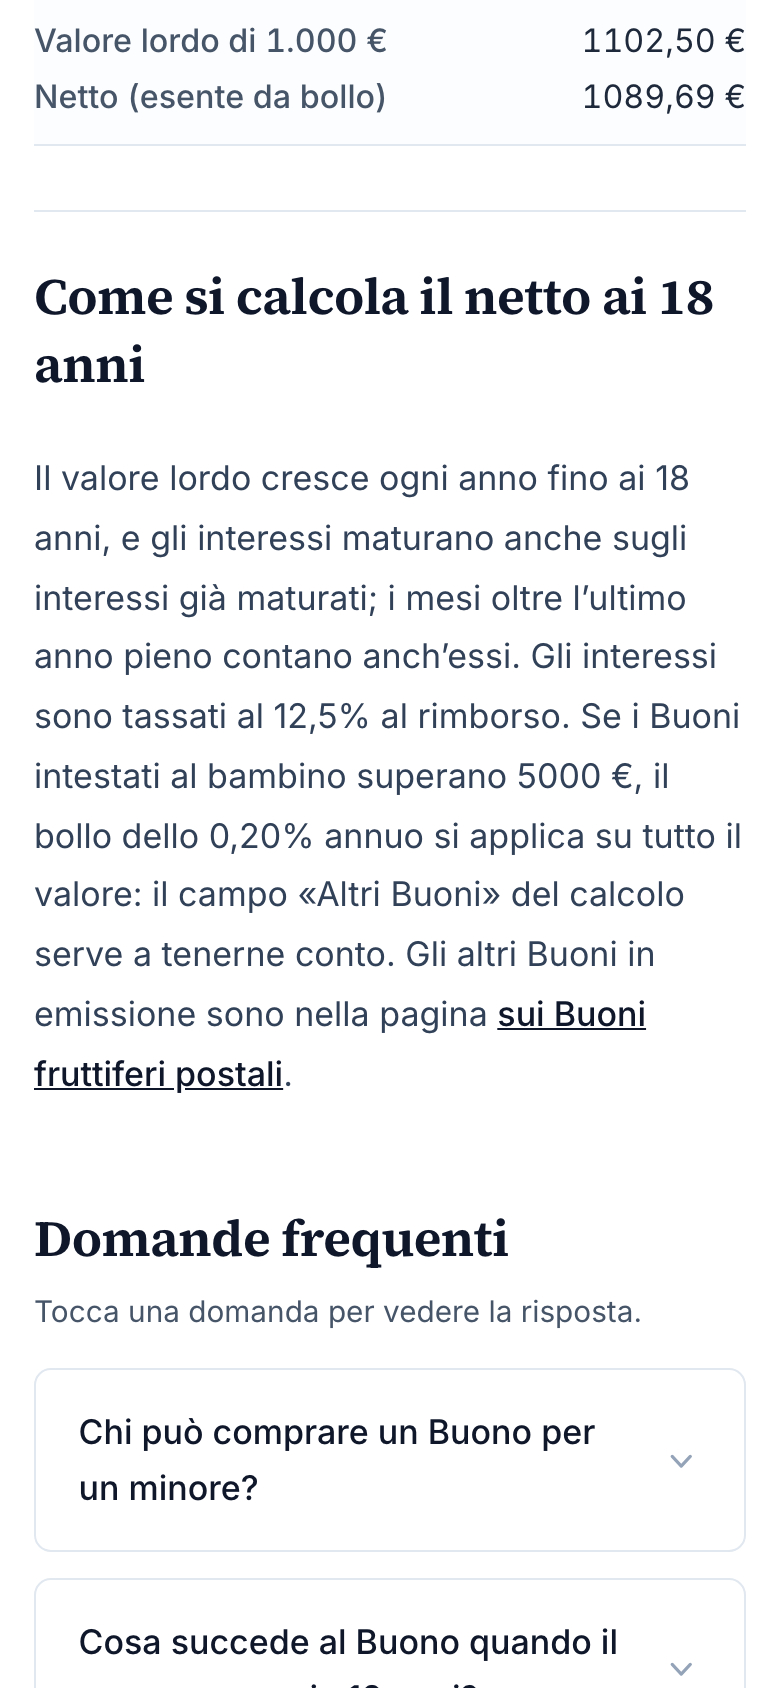 Valore lordo di 1.000 € 1102,50 €
Netto (esente da bollo) 1089,69 €
Come si calcola il netto ai 18
anni
Il valore lordo cresce ogni anno fino ai 18
anni, e gli interessi maturano anche sugli
interessi già maturati; i mesi oltre l’ultimo
anno pieno contano anch’essi. Gli interessi
sono tassati al 12,5% al rimborso. Se i Buoni
intestati al bambino superano 5000 €, il
bollo dello 0,20% annuo si applica su tutto il
valore: il campo «Altri Buoni» del calcolo
serve a tenerne conto. Gli altri Buoni in
emissione sono nella pagina sui Buoni
fruttiferi postali.
Domande frequenti
Tocca una domanda per vedere la risposta.
Chi può comprare un Buono per
un minore?
Cosa succede al Buono quando il